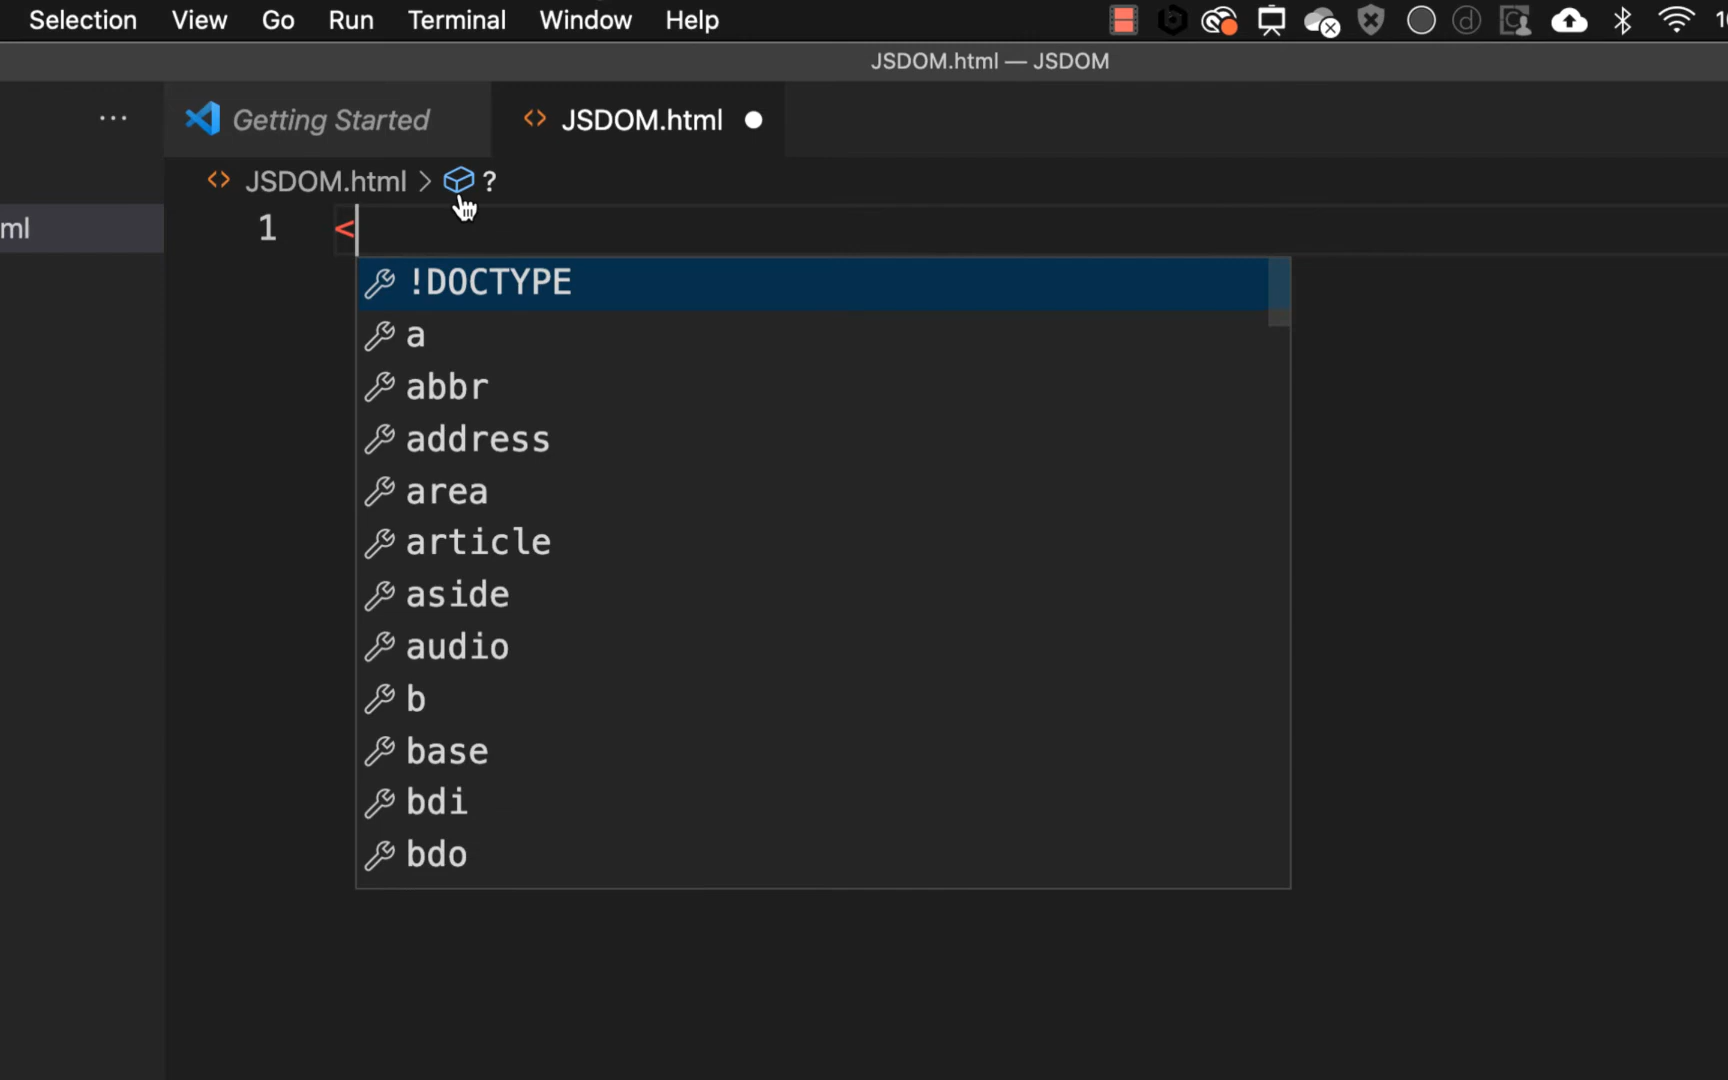 Selection View Go Run Terminal Window Help
JSDOM.html — JSDOM
··· Getting Started <> JSDOM.html ●
<> JSDOM.html > ?
ml 1 <
!DOCTYPE
a
abbr
address
area
article
aside
audio
b
base
bdi
bdo